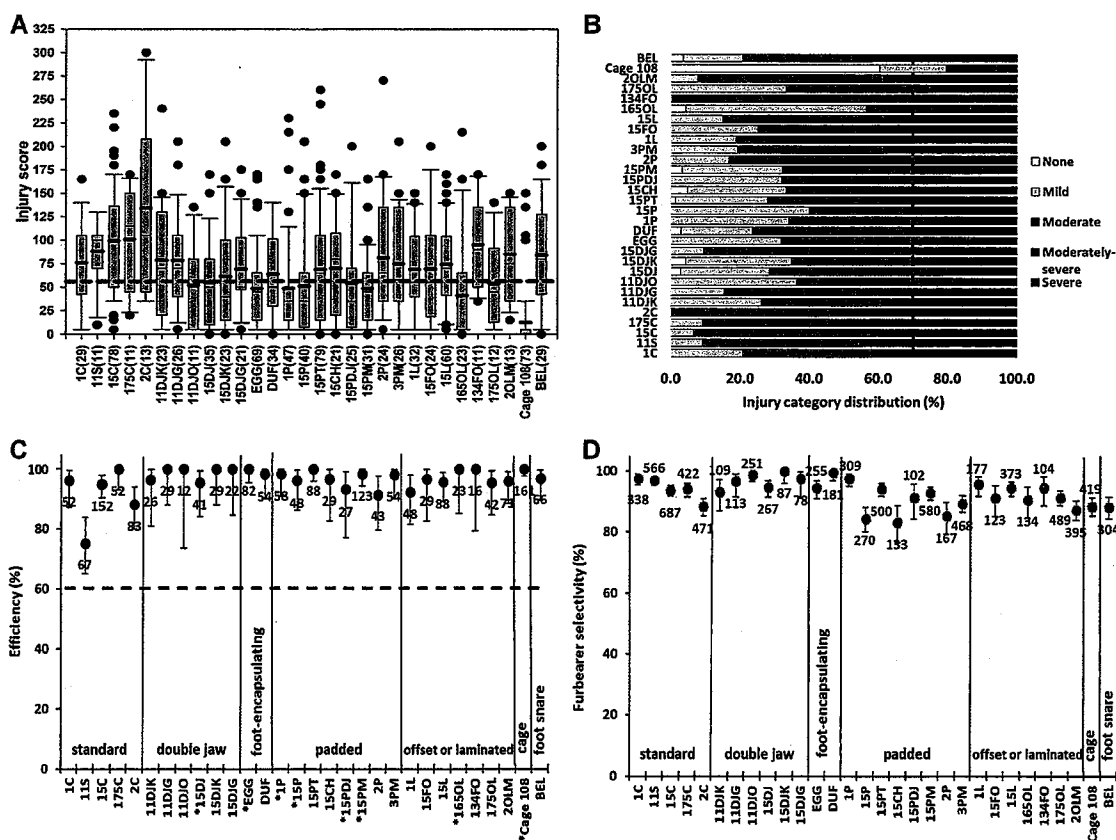 A
Injury score
325
300
275
250
225
200
175
150
125
100
75
50
25
0
1C(29)
11S(11)
15C(78)
175C(11)
2C(13)
11DJK(23)
11DJG(26)
11DJO(11)
15DJ(35)
15DJK(23)
15DJG(21)
EGG(69)
DUF(34)
1P(47)
15P(40)
15PT(79)
15CH(21)
15PDJ(25)
15PM(31)
2P(24)
3PM(26)
1L(32)
15FO(24)
15L(60)
165OL(23)
134FO(11)
175OL(12)
2OLM(13)
Cage 108(73)
BEL(29)
B
BEL
Cage 108
2OLM
175OL
134FO
165OL
15L
15FO
1L
3PM
2P
15PM
15PDJ
15CH
15PT
15P
1P
DUF
EGG
15DJG
15DJK
15DJ
11DJO
11DJG
11DJK
2C
175C
15C
11S
1C
0.0 20.0 40.0 60.0 80.0 100.0
Injury category distribution (%)
None
Mild
Moderate
Moderately-
severe
Severe
C
Efficiency (%)
100
80
60
40
20
0
52 67 152 52 83 26 29 12 41 29 22 82 54 58 48 88 29 27 123 43 54 48 29 88 23 16 42 79 161 66
standard
double jaw
foot-encapsulating
padded
offset or laminated
cage
foot snare
1C
11S
15C
175C
2C
11DJK
11DJG
11DJO
*15DJ
15DJK
15DJG
*EGG
DUF
*1P
*15P
15PT
15CH
*15PDJ
*15PM
2P
3PM
1L
15FO
15L
*165OL
134FO
175OL
2OLM
*Cage 108
BEL
D
Furbearer selectivity (%)
100
80
60
40
20
0
338 566 687 422 471 109 113 251 267 87 78 255 181 309 270 500 133 102 580 167 468 177 123 373 134 104 489 395 419 304
standard
double jaw
foot-encapsulating
padded
offset or laminated
cage
foot snare
1C
11S
15C
175C
2C
11DJK
11DJG
11DJO
15DJ
15DJK
15DJG
EGG
DUF
1P
15P
15PT
15CH
15PDJ
15PM
2P
3PM
1L
15FO
15L
165OL
134FO
175OL
2OLM
Cage 108
BEL